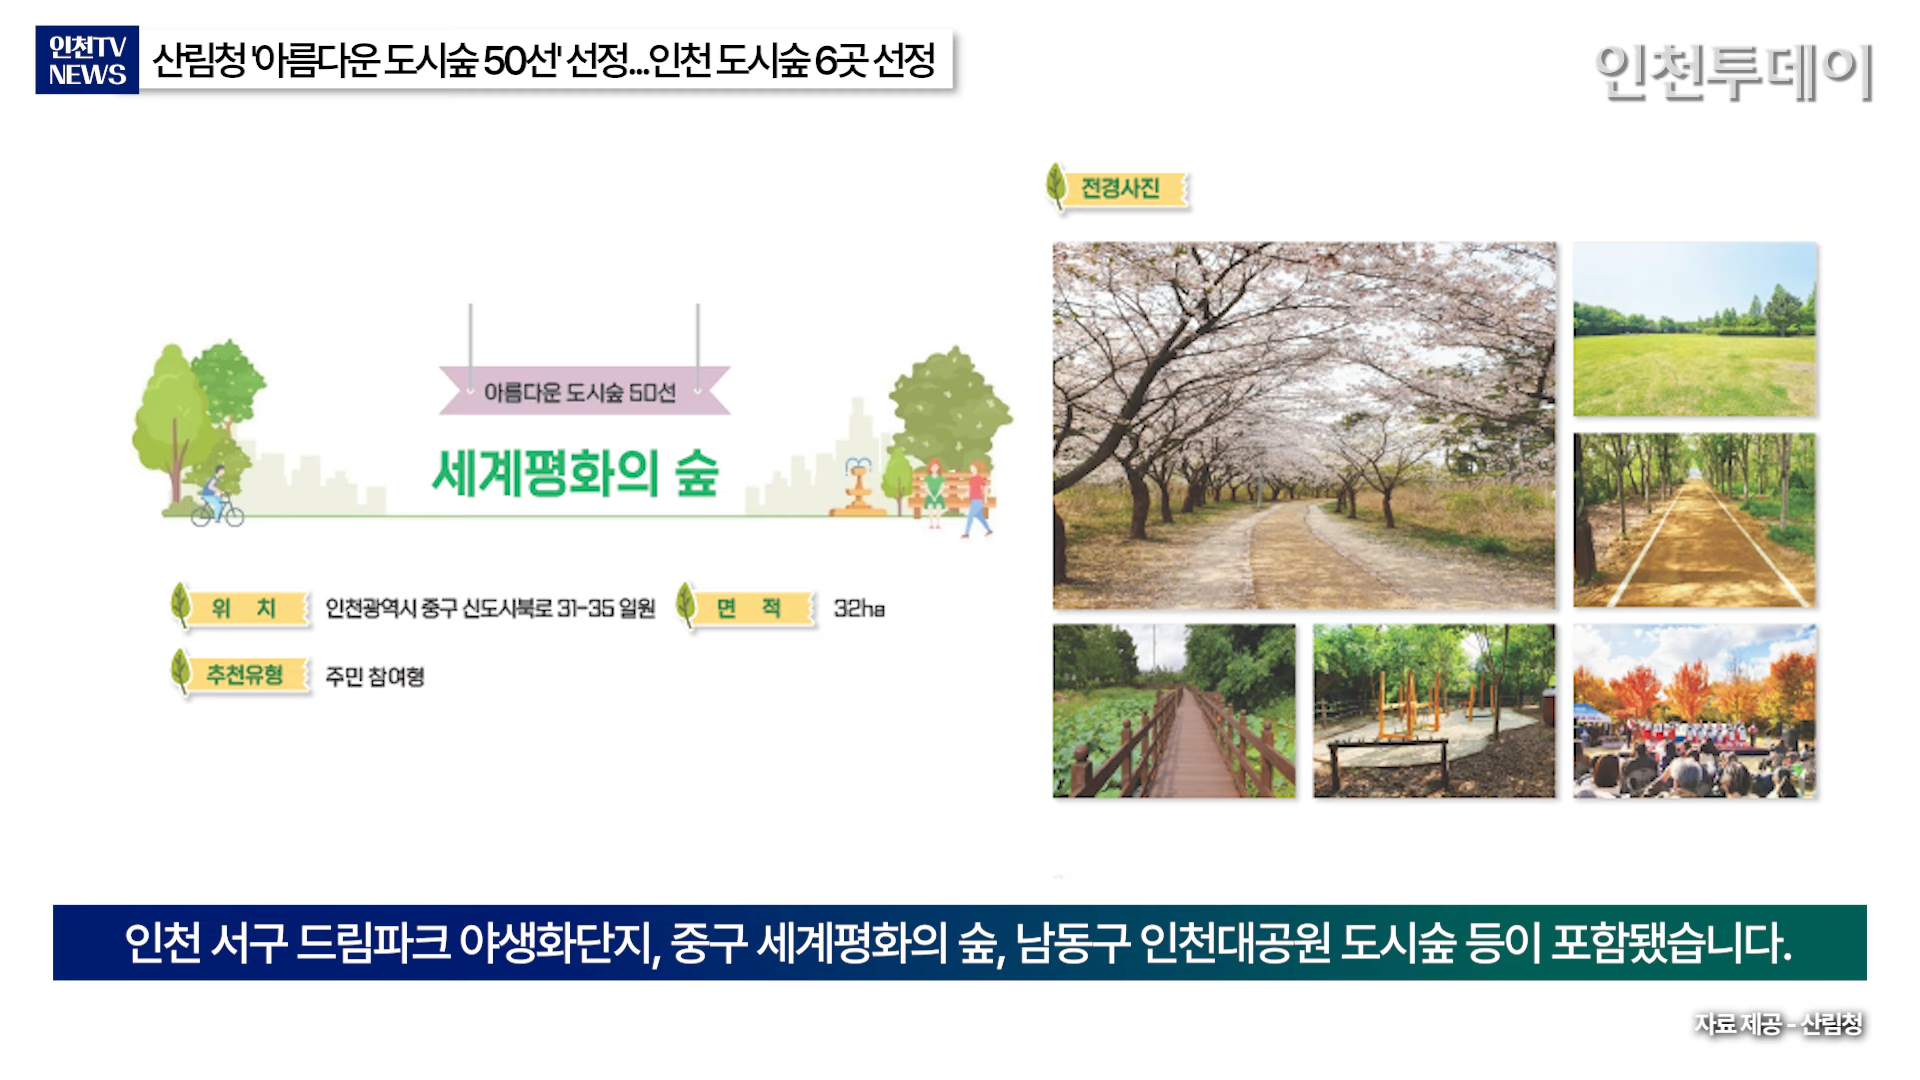 인천TV
NEWS
산림청 '아름다운 도시숲 50선' 선정...인천 도시숲 6곳 선정
인천투데이
아름다운 도시숲 50선
세계평화의 숲
위 치 인천광역시 중구 신도시북로 31-35 일원 면 적 32ha
추천유형 주민 참여형
전경사진
인천 서구 드림파크 야생화단지, 중구 세계평화의 숲, 남동구 인천대공원 도시숲 등이 포함됐습니다.
자료 제공 - 산림청